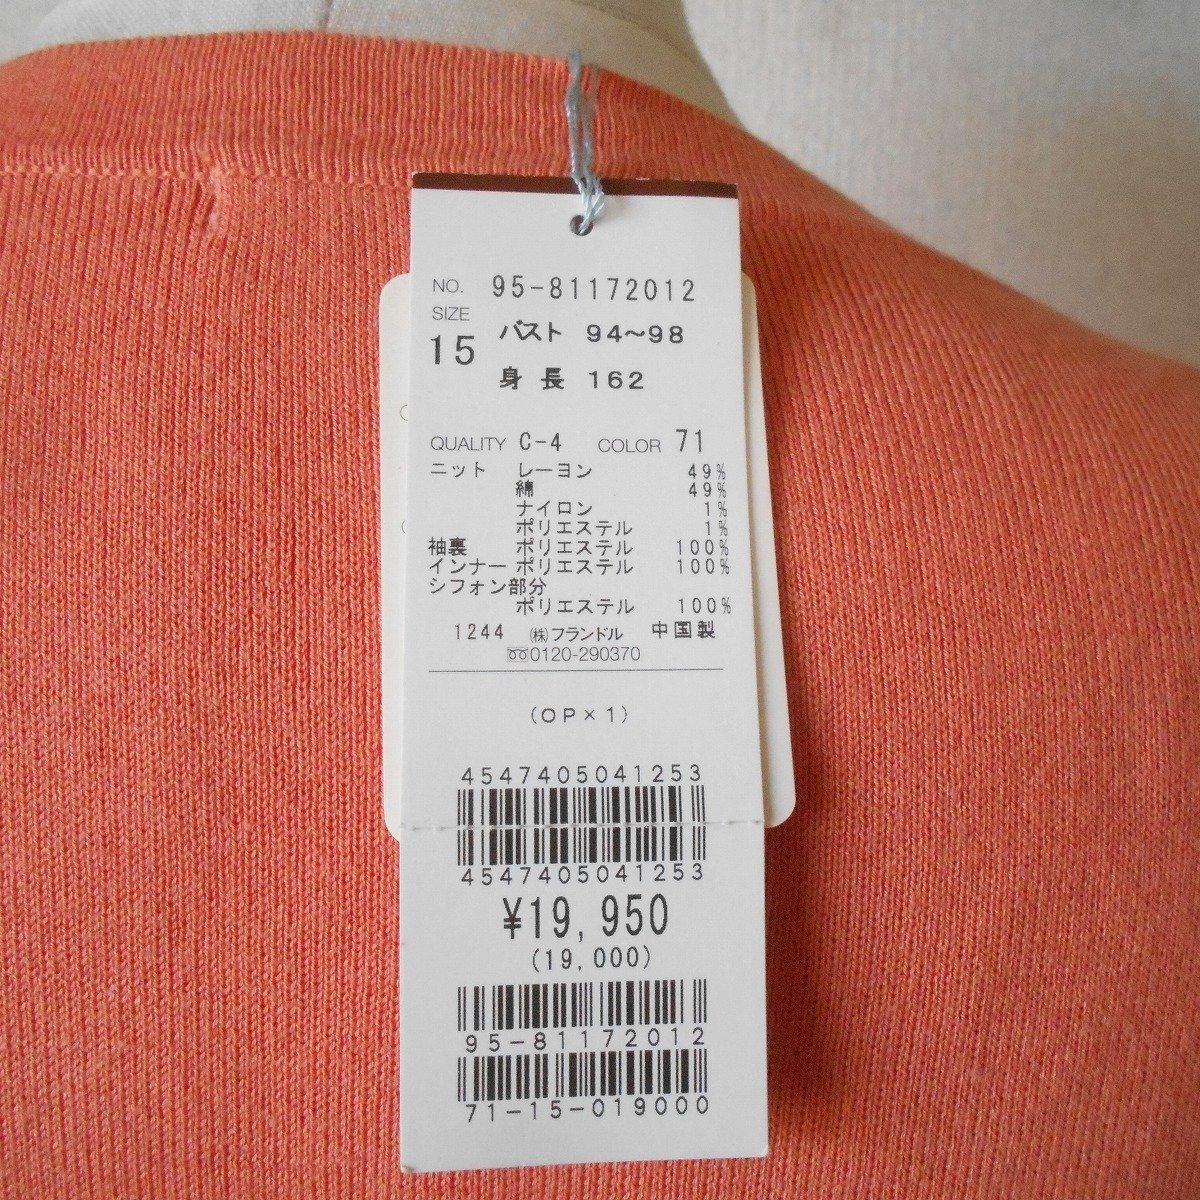 NO. 95-81172012
SIZE
15 バスト 94～98
身長 162
QUALITY C-4 COLOR 71
ニット レーヨン 49%
綿 49%
ナイロン 1%
ポリエステル 1%
袖裏 ポリエステル 100%
インナー ポリエステル 100%
シフォン部分
ポリエステル 100%
1244 ㈱フランドル 中国製
0120-290370
(OP×1)
4547405041253
4547405041253
¥19,950
(19,000)
95-81172012
71-15-019000